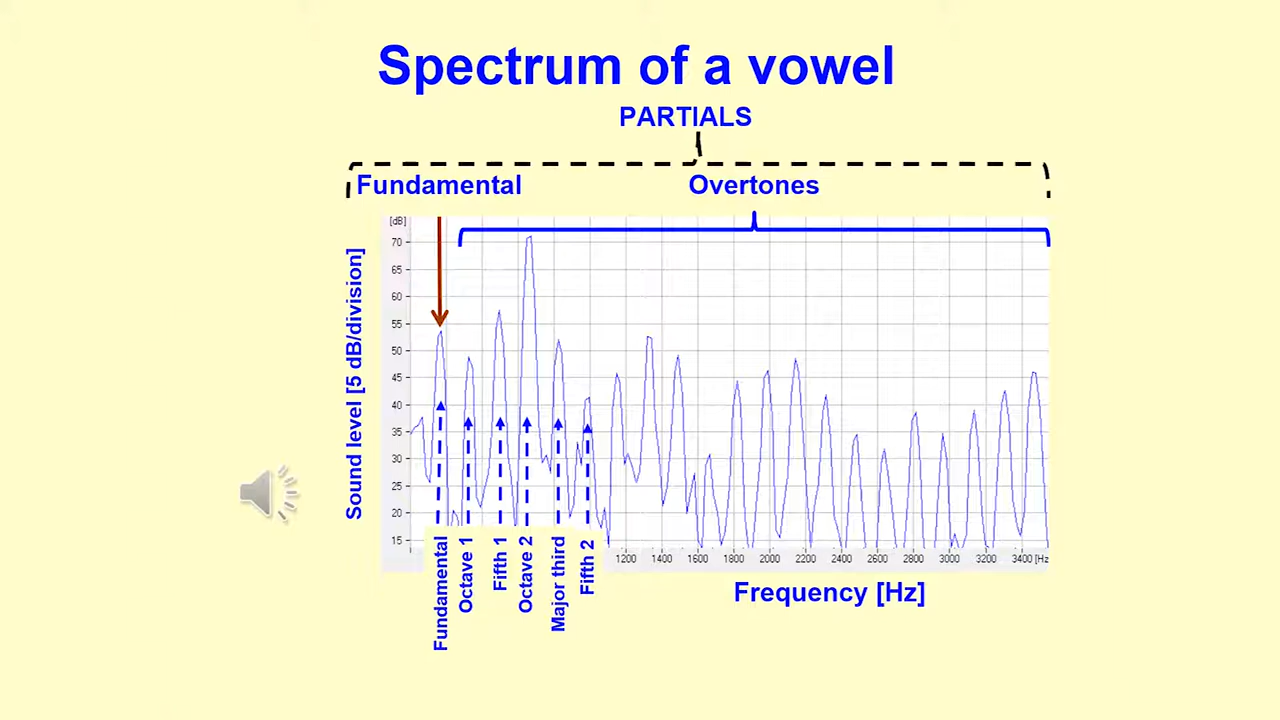 Spectrum of a vowel
PARTIALS
Fundamental
Overtones
[dB]
70
65
60
55
50
45
40
35
30
25
20
15
Sound level [5 dB/division]
1200 1400 1600 1800 2000 2200 2400 2600 2800 3000 3200 3400 [Hz
Fundamental
Octave 1
Fifth 1
Octave 2
Major third
Fifth 2
Frequency [Hz]